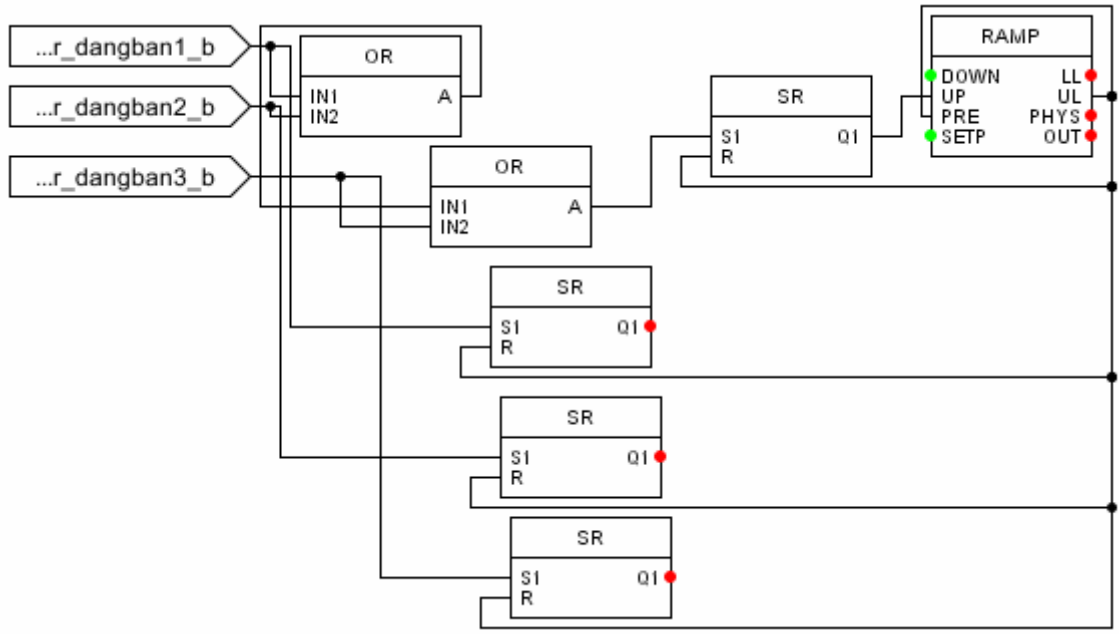 ...r_dangban1_b
...r_dangban2_b
...r_dangban3_b
OR
IN1 A
IN2
OR
IN1 A
IN2
SR
S1 Q1
R
RAMP
DOWN LL
UP UL
PRE PHYS
SETP OUT
SR
S1 Q1
R
SR
S1 Q1
R
SR
S1 Q1
R